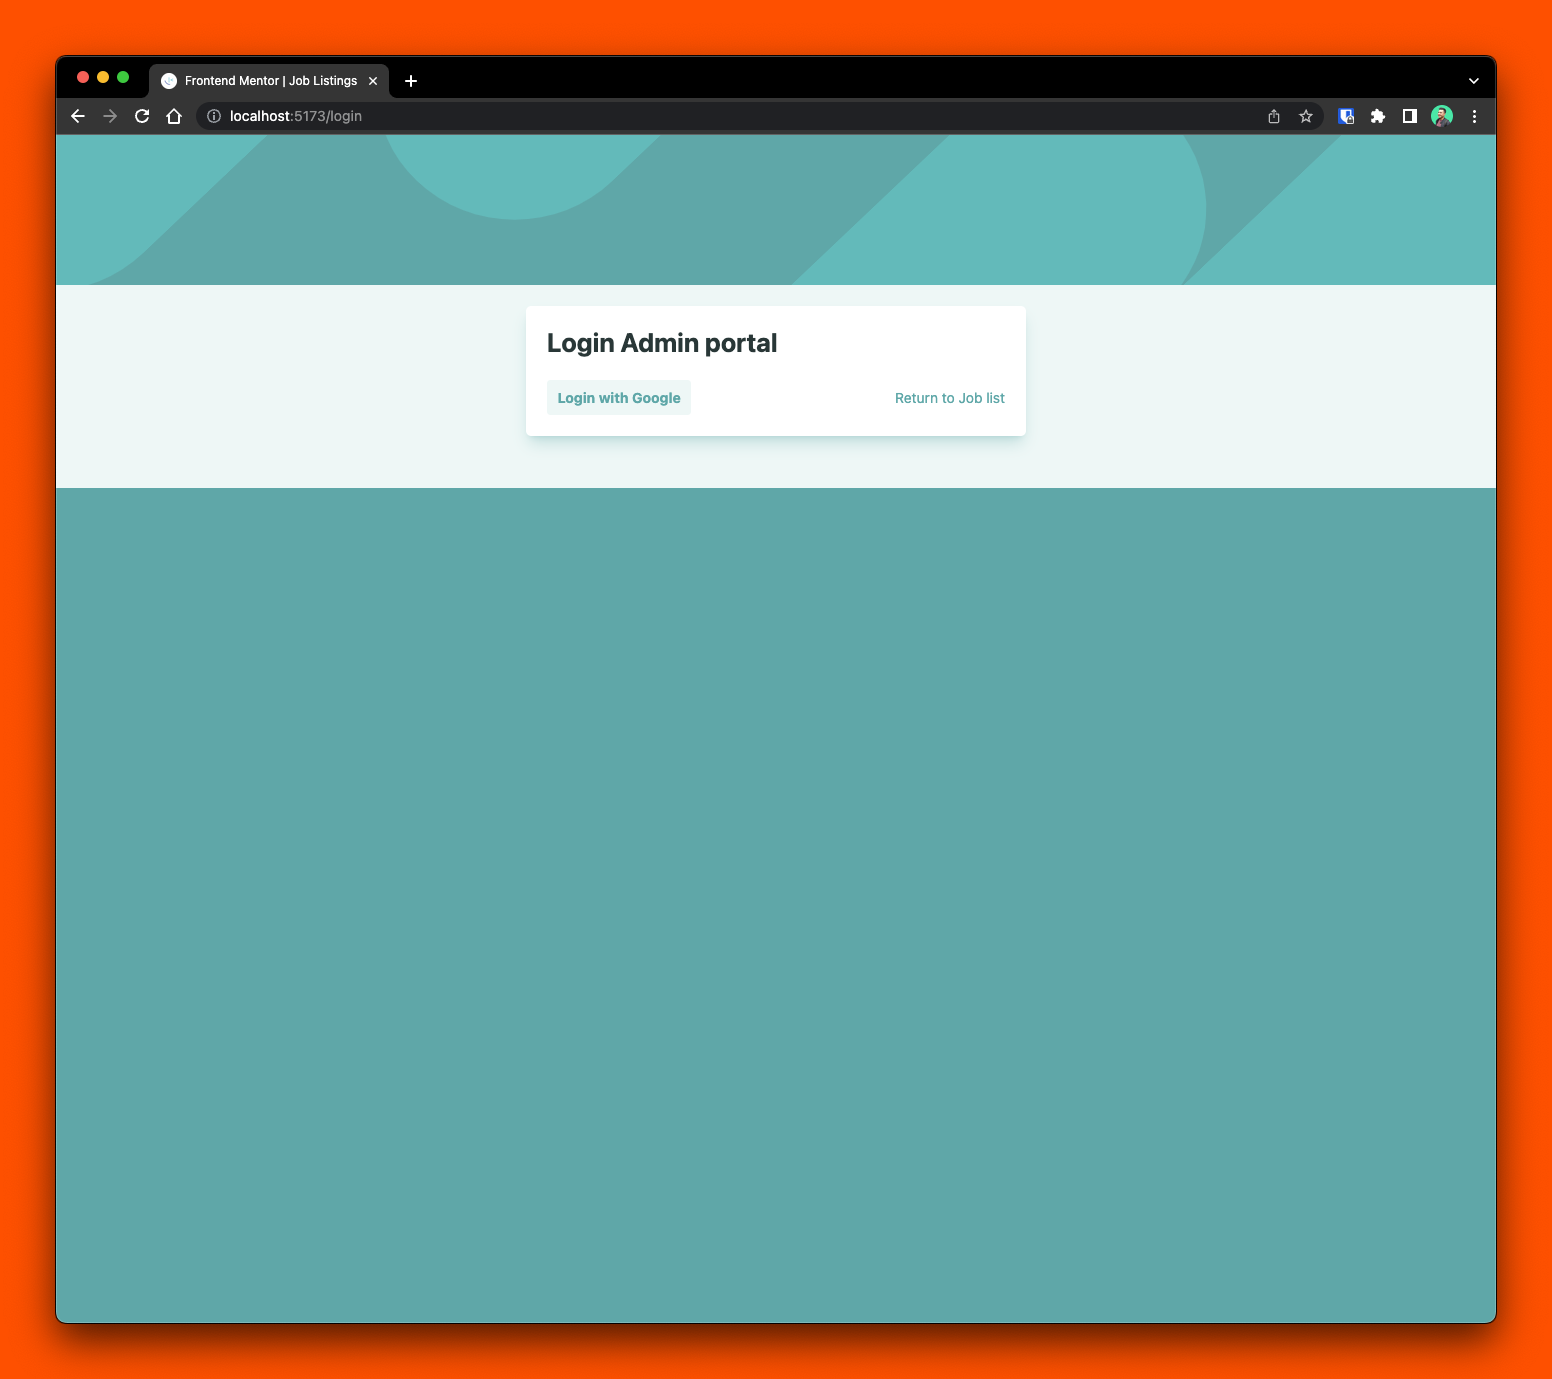 Frontend Mentor | Job Listings
localhost:5173/login
Login Admin portal
Login with Google
Return to Job list